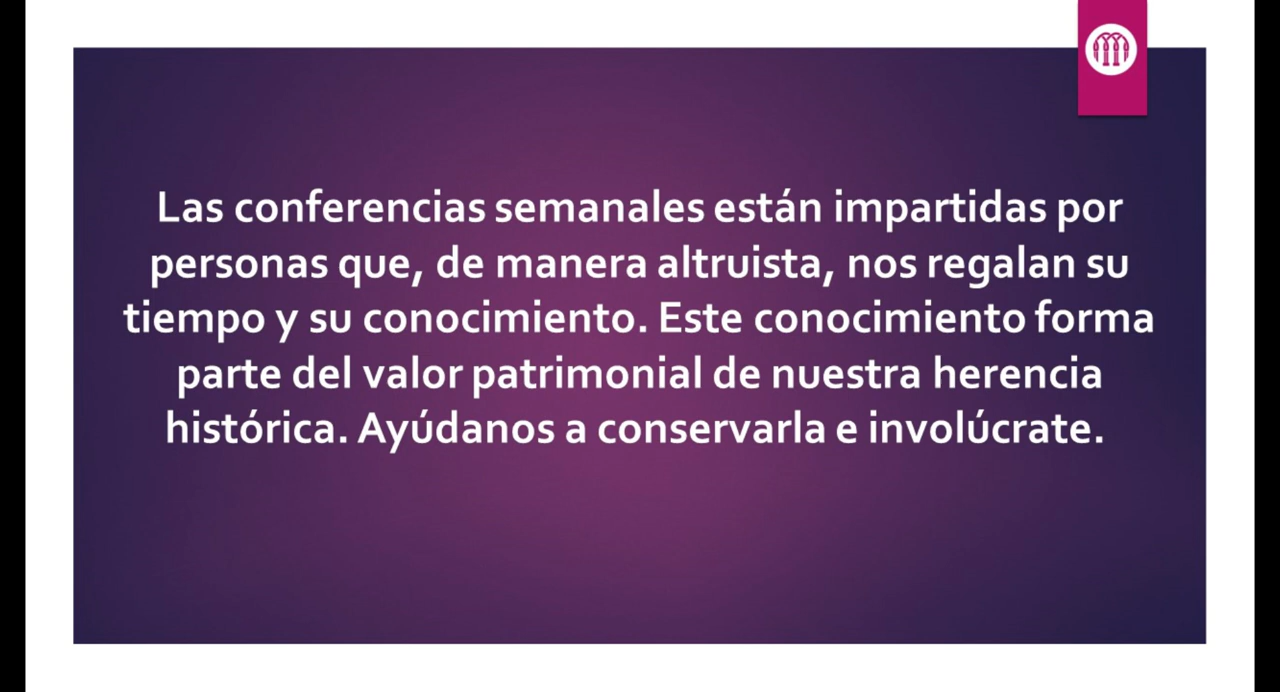 Las conferencias semanales están impartidas por
personas que, de manera altruista, nos regalan su
tiempo y su conocimiento. Este conocimiento forma
parte del valor patrimonial de nuestra herencia
histórica. Ayúdanos a conservarla e involúcrate.